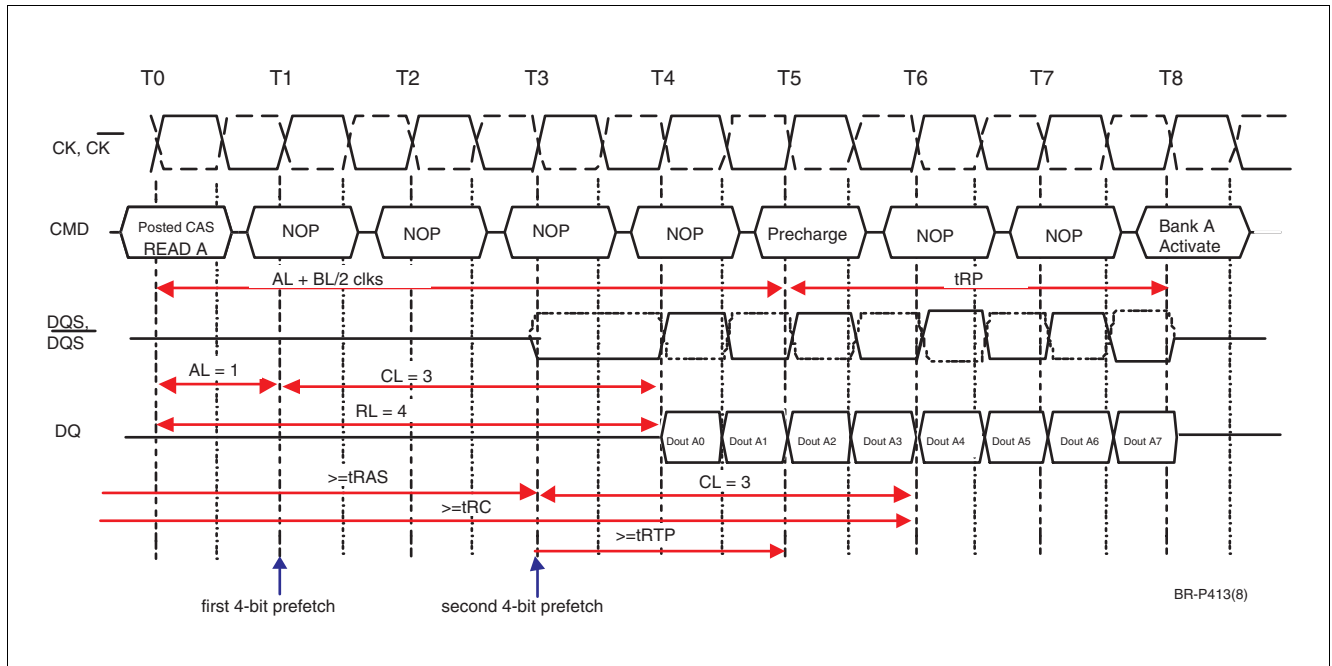 T0 T1 T2 T3 T4 T5 T6 T7 T8
CK, CK
CMD
Posted CAS
READ A
NOP
NOP
NOP
NOP
Precharge
NOP
NOP
Bank A
Activate
AL + BL/2 clks
tRP
DQS,
DQS
AL = 1
CL = 3
RL = 4
DQ
Dout A0
Dout A1
Dout A2
Dout A3
Dout A4
Dout A5
Dout A6
Dout A7
>=tRAS
CL = 3
>=tRC
>=tRTP
first 4-bit prefetch
second 4-bit prefetch
BR-P413(8)